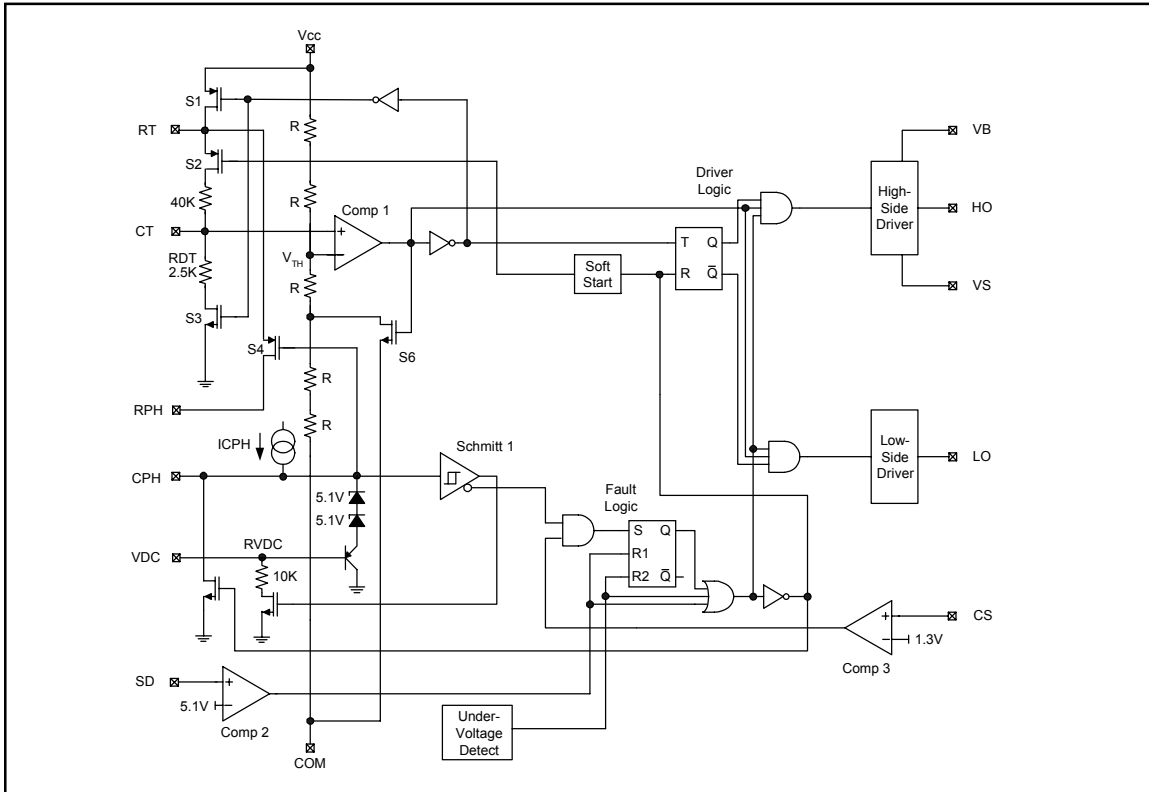 Vcc
S1
RT
R
VB
S2
Driver
Logic
R
High-
Side
Driver
HO
40K
Comp 1
CT
+
T Q
V_TH
−
RDT
2.5K
Soft
Start
R Q̅
R
VS
S3
S4
S6
R
RPH
R
ICPH
Schmitt 1
Low-
Side
Driver
LO
CPH
5.1V
Fault
Logic
5.1V
S Q
RVDC
VDC
R1
10K
R2 Q̅
+
CS
−
1.3V
Comp 3
SD
+
5.1V
−
Comp 2
Under-
Voltage
Detect
COM